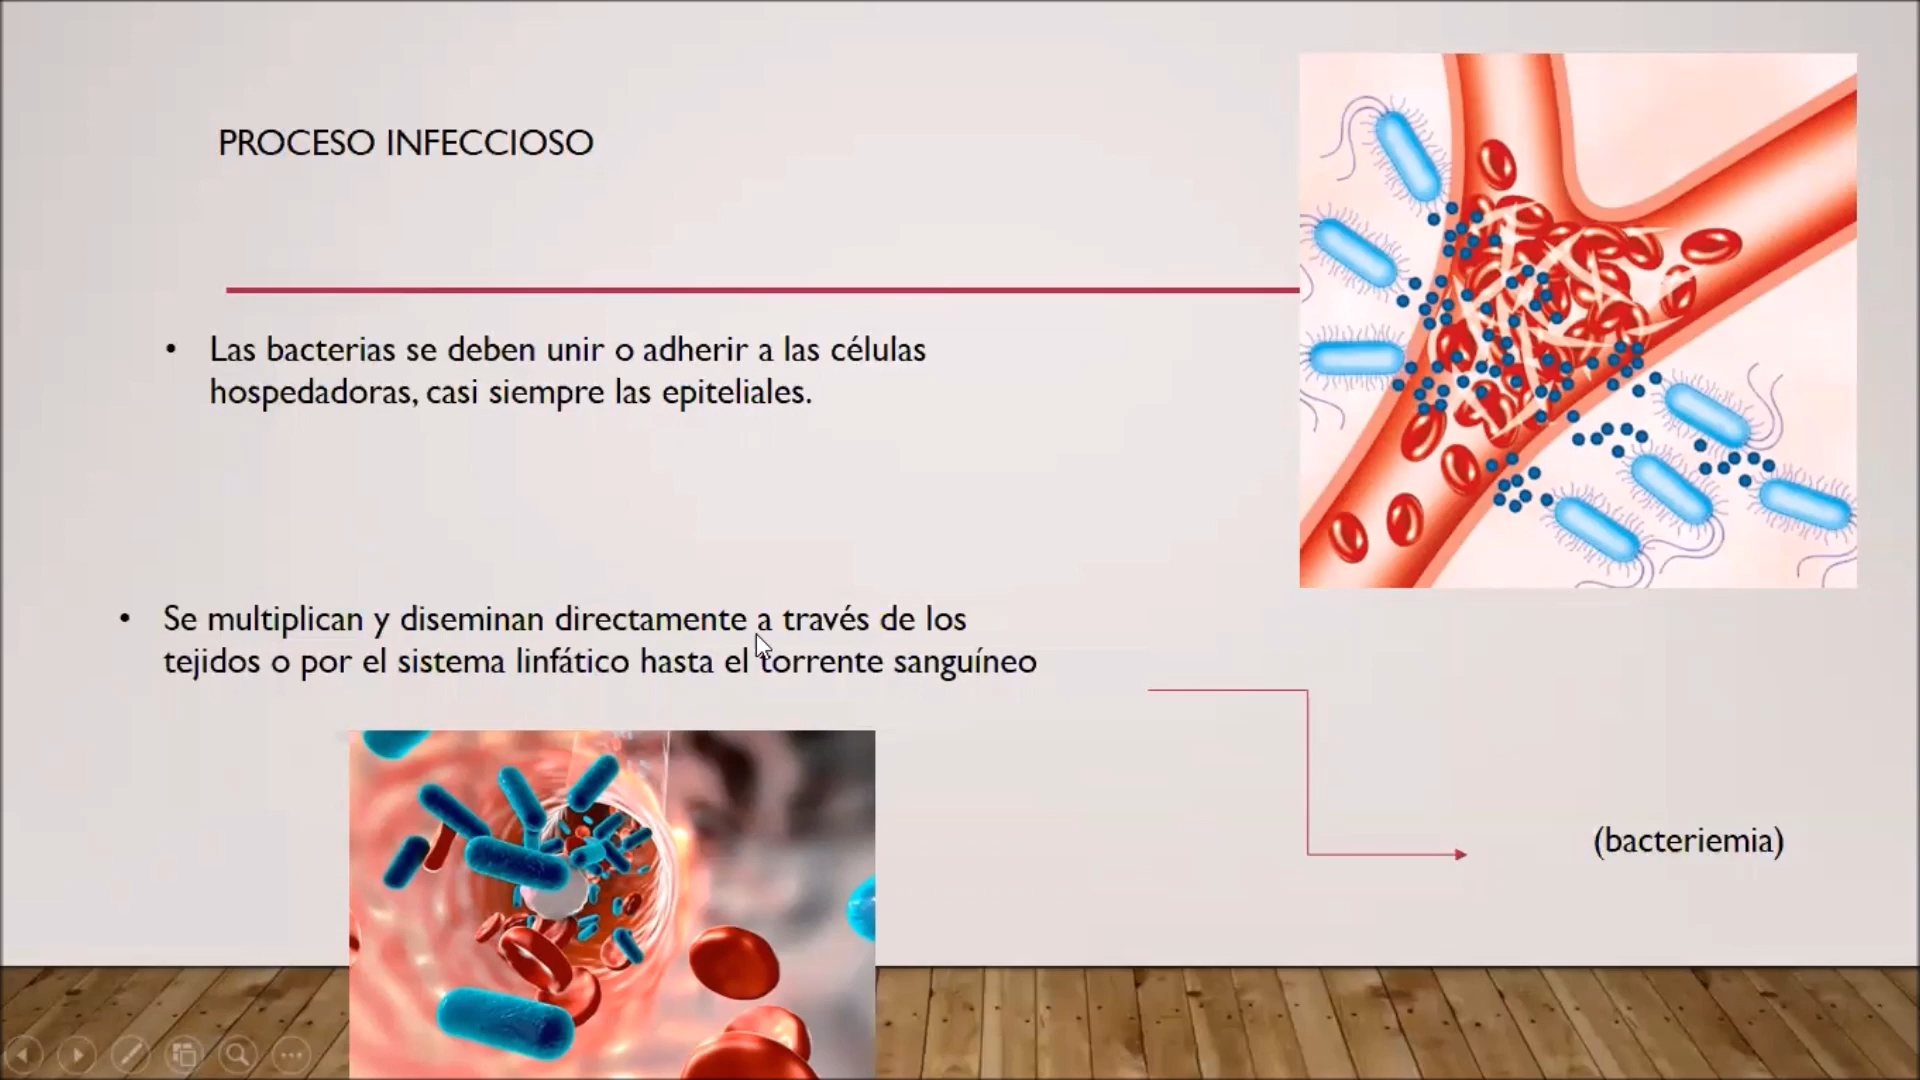 PROCESO INFECCIOSO
• Las bacterias se deben unir o adherir a las células
hospedadoras, casi siempre las epiteliales.
• Se multiplican y diseminan directamente a través de los
tejidos o por el sistema linfático hasta el torrente sanguíneo
(bacteriemia)